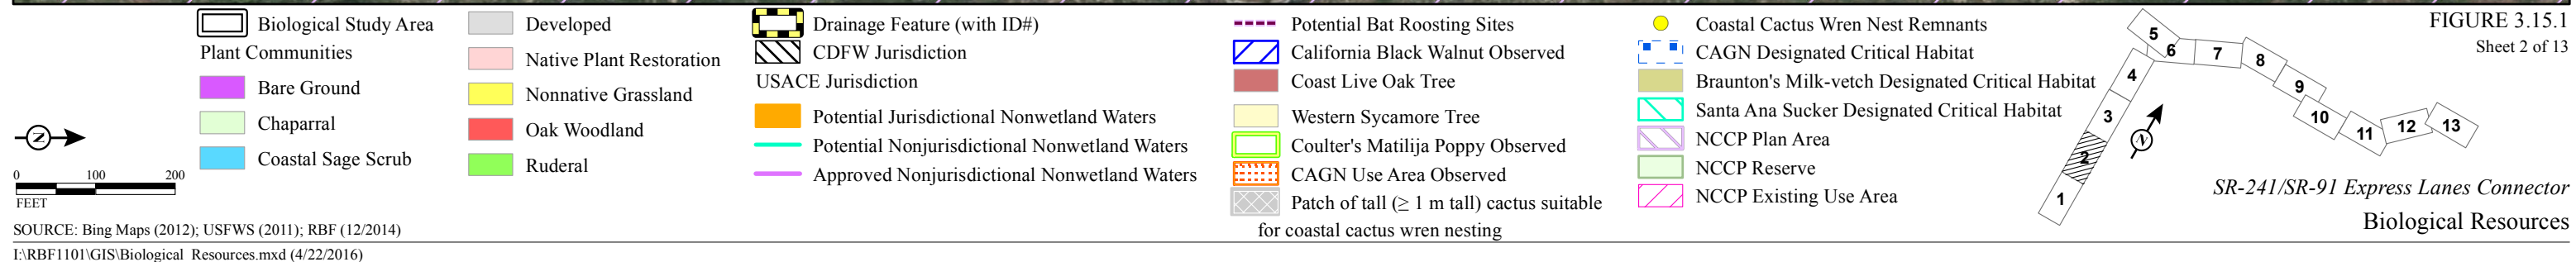 Biological Study Area
Plant Communities
Bare Ground
Chaparral
Coastal Sage Scrub
Developed
Native Plant Restoration
Nonnative Grassland
Oak Woodland
Ruderal
Drainage Feature (with ID#)
CDFW Jurisdiction
USACE Jurisdiction
Potential Jurisdictional Nonwetland Waters
Potential Nonjurisdictional Nonwetland Waters
Approved Nonjurisdictional Nonwetland Waters
Potential Bat Roosting Sites
California Black Walnut Observed
Coast Live Oak Tree
Western Sycamore Tree
Coulter's Matilija Poppy Observed
CAGN Use Area Observed
Patch of tall (≥ 1 m tall) cactus suitable
for coastal cactus wren nesting
Coastal Cactus Wren Nest Remnants
CAGN Designated Critical Habitat
Braunton's Milk-vetch Designated Critical Habitat
Santa Ana Sucker Designated Critical Habitat
NCCP Plan Area
NCCP Reserve
NCCP Existing Use Area
1
2
3
4
5
6
7
8
9
10
11
12
13
N
FIGURE 3.15.1
Sheet 2 of 13
SR-241/SR-91 Express Lanes Connector
Biological Resources
N
0 100 200
FEET
SOURCE: Bing Maps (2012); USFWS (2011); RBF (12/2014)
I:\RBF1101\GIS\Biological_Resources.mxd (4/22/2016)